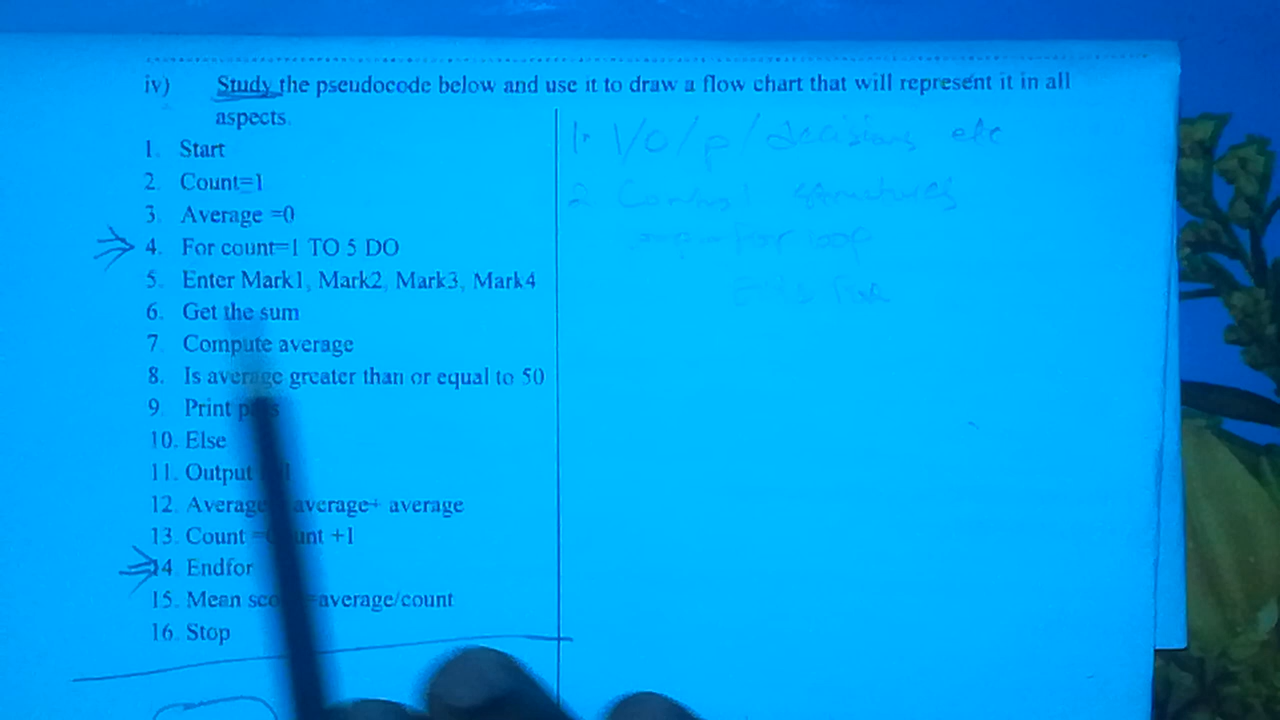 iv) Study the pseudocode below and use it to draw a flow chart that will represent it in all
aspects.
1. Start
2. Count=1
3. Average =0
4. For count=1 TO 5 DO
5. Enter Mark1, Mark2, Mark3, Mark4
6. Get the sum
7. Compute average
8. Is average greater than or equal to 50
9. Print
10. Else
11. Output
12. Average average+ average
13. Count +1
14. Endfor
15. Mean =average/count
16. Stop
1. I/O/p/decisions etc
2 Control structures
for loop